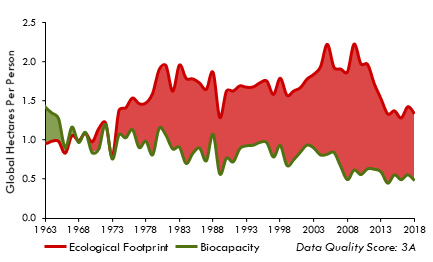 Global Hectares Per Person
2.5
2.0
1.5
1.0
0.5
0.0
1963 1968 1973 1978 1983 1988 1993 1998 2003 2008 2013 2018
Ecological Footprint Biocapacity Data Quality Score: 3A